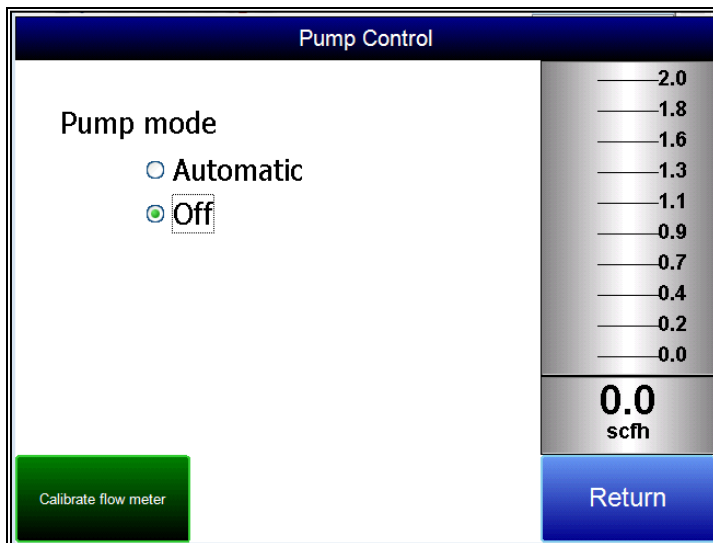 Pump Control
Pump mode
Automatic
Off
2.0
1.8
1.6
1.3
1.1
0.9
0.7
0.4
0.2
0.0
0.0
scfh
Calibrate flow meter
Return